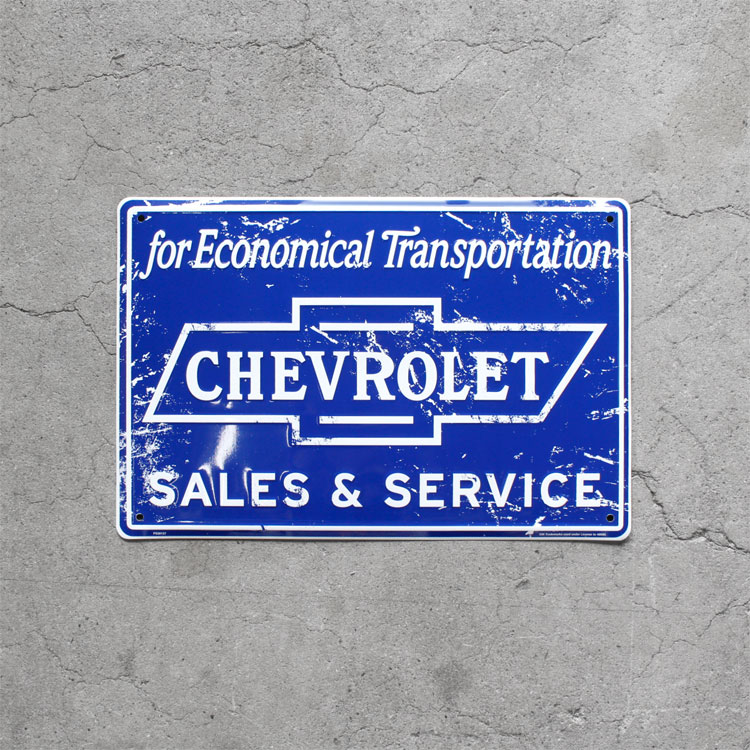 for Economical Transportation
CHEVROLET
SALES & SERVICE